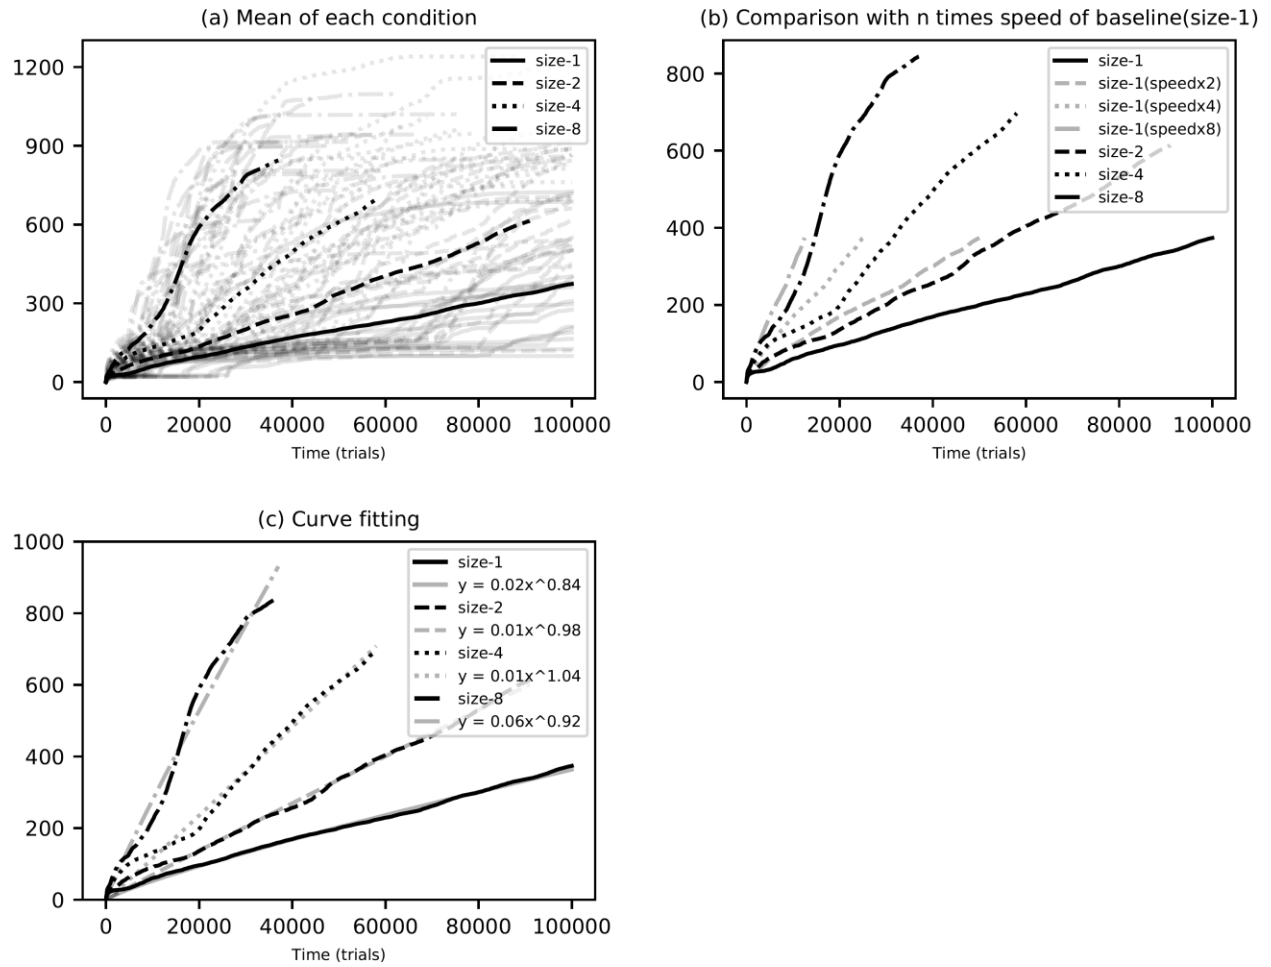 (a) Mean of each condition
1200
900
600
300
0
size-1
size-2
size-4
size-8
0 20000 40000 60000 80000 100000
Time (trials)
(b) Comparison with n times speed of baseline(size-1)
800
600
400
200
0
size-1
size-1(speedx2)
size-1(speedx4)
size-1(speedx8)
size-2
size-4
size-8
0 20000 40000 60000 80000 100000
Time (trials)
(c) Curve fitting
1000
800
600
400
200
0
size-1
y = 0.02x^0.84
size-2
y = 0.01x^0.98
size-4
y = 0.01x^1.04
size-8
y = 0.06x^0.92
0 20000 40000 60000 80000 100000
Time (trials)